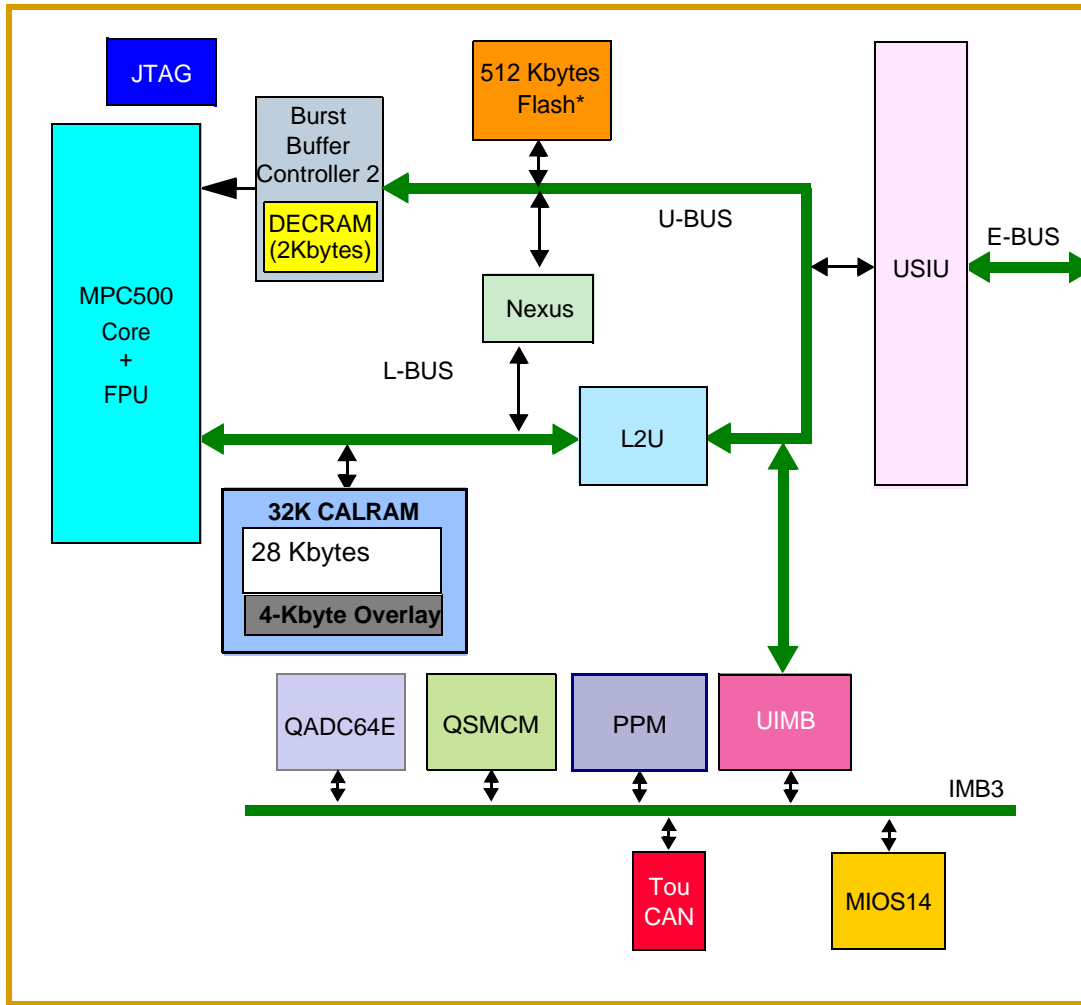 JTAG
512 Kbytes
Flash*
Burst
Buffer
Controller 2
DECRAM
(2Kbytes)
U-BUS
E-BUS
USIU
MPC500
Core
+
FPU
Nexus
L-BUS
L2U
32K CALRAM
28 Kbytes
4-Kbyte Overlay
QADC64E
QSMCM
PPM
UIMB
IMB3
Tou
CAN
MIOS14